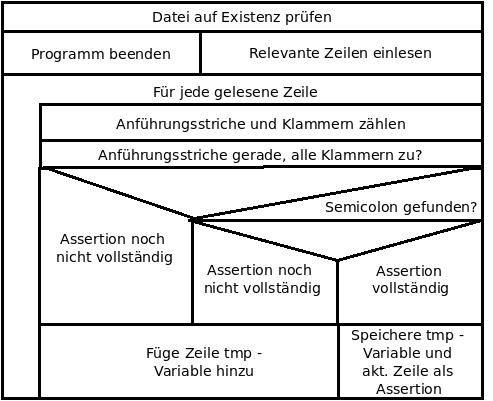 Datei auf Existenz prüfen
Programm beenden
Relevante Zeilen einlesen
Für jede gelesene Zeile
Anführungsstriche und Klammern zählen
Anführungsstriche gerade, alle Klammern zu?
Semicolon gefunden?
Assertion noch
nicht vollständig
Assertion noch
nicht vollständig
Assertion
vollständig
Füge Zeile tmp -
Variable hinzu
Speichere tmp -
Variable und
akt. Zeile als
Assertion